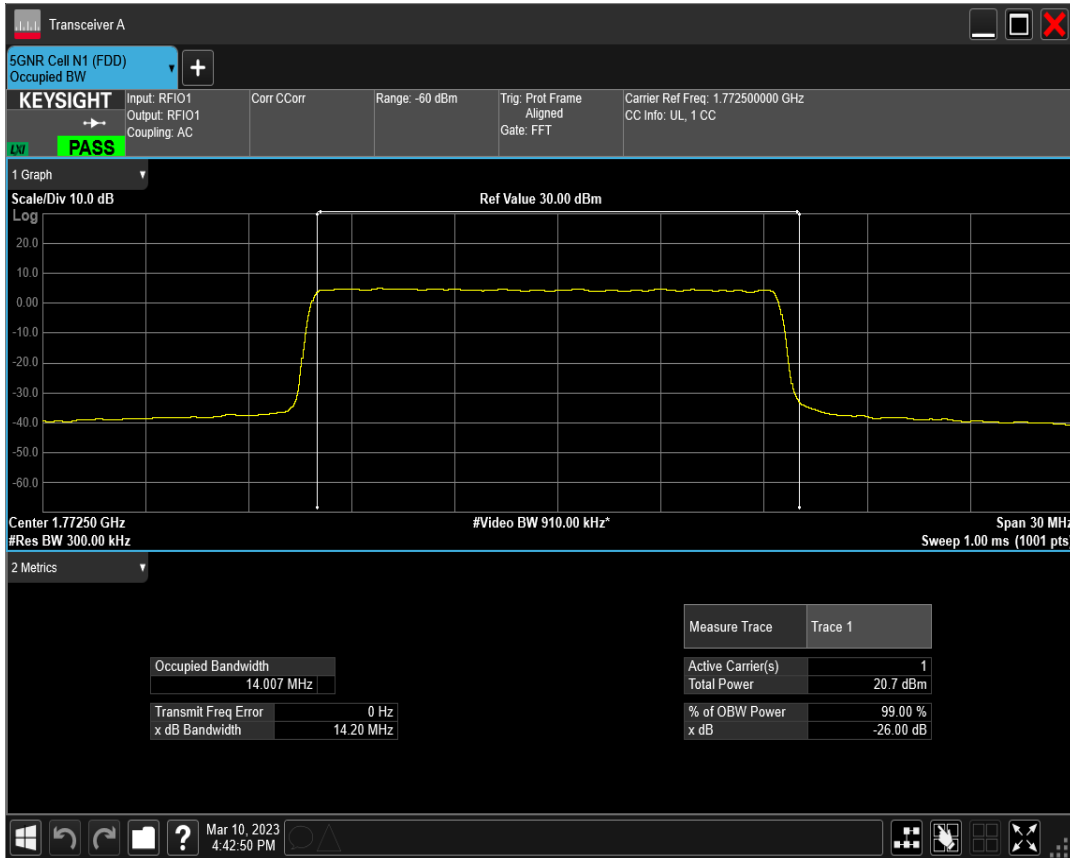 Transceiver A
5GNR Cell N1 (FDD)
Occupied BW
+
KEYSIGHT
LXI
PASS
Input: RFIO1
Output: RFIO1
Coupling: AC
Corr CCorr
Range: -60 dBm
Trig: Prot Frame
Aligned
Gate: FFT
Carrier Ref Freq: 1.772500000 GHz
CC Info: UL, 1 CC
1 Graph
Scale/Div 10.0 dB
Ref Value 30.00 dBm
Log
20.0
10.0
0.00
-10.0
-20.0
-30.0
-40.0
-50.0
-60.0
Center 1.77250 GHz
#Video BW 910.00 kHz*
Span 30 MHz
#Res BW 300.00 kHz
Sweep 1.00 ms (1001 pts)
2 Metrics
Measure Trace Trace 1
Occupied Bandwidth
14.007 MHz
Active Carrier(s) 1
Total Power 20.7 dBm
Transmit Freq Error 0 Hz
x dB Bandwidth 14.20 MHz
% of OBW Power 99.00 %
x dB -26.00 dB
?
Mar 10, 2023
4:42:50 PM